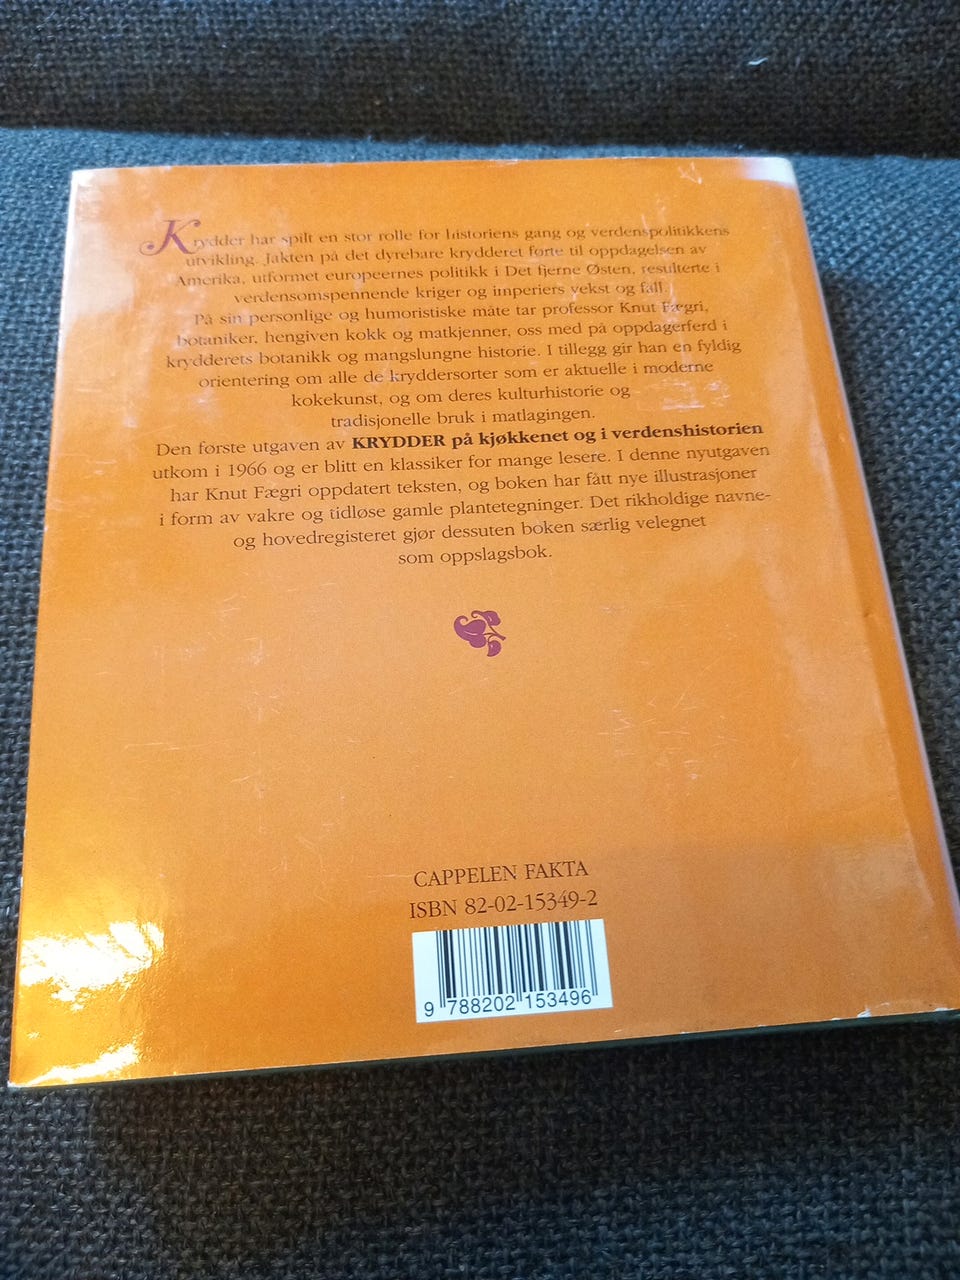 Krydder har spilt en stor rolle for historiens gang og verdenspolitikkens
utvikling. Jakten på det dyrebare krydderet førte til oppdagelsen av
Amerika, utformet europeernes politikk i Det fjerne Østen, resulterte i
verdensomspennende kriger og imperiers vekst og fall.
På sin personlige og humoristiske måte tar professor Knut Fægri,
botaniker, hengiven kokk og matkjenner, oss med på oppdagerferd i
krydderets botanikk og mangslungne historie. I tillegg gir han en fyldig
orientering om alle de kryddersorter som er aktuelle i moderne
kokekunst, og om deres kulturhistorie og
tradisjonelle bruk i matlagingen.
Den første utgaven av KRYDDER på kjøkkenet og i verdenshistorien
utkom i 1966 og er blitt en klassiker for mange lesere. I denne nyutgaven
har Knut Fægri oppdatert teksten, og boken har fått nye illustrasjoner
i form av vakre og tidløse gamle plantetegninger. Det rikholdige navne-
og hovedregisteret gjør dessuten boken særlig velegnet
som oppslagsbok.
CAPPELEN FAKTA
ISBN 82-02-15349-2
9 788202 153496